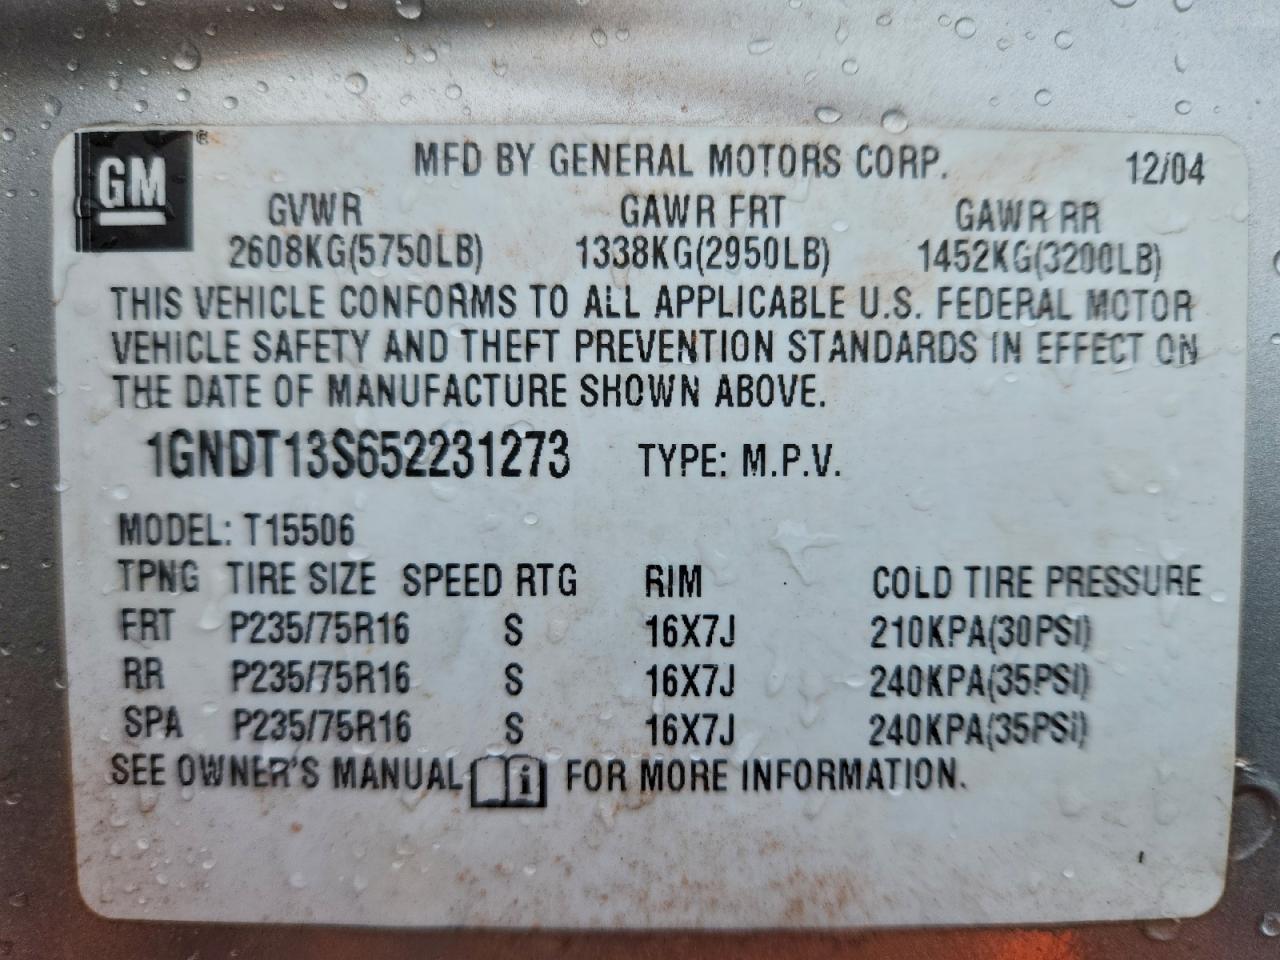 GM® MFD BY GENERAL MOTORS CORP. 12/04
GVWR GAWR FRT GAWR RR
2608KG(5750LB) 1338KG(2950LB) 1452KG(3200LB)
THIS VEHICLE CONFORMS TO ALL APPLICABLE U.S. FEDERAL MOTOR
VEHICLE SAFETY AND THEFT PREVENTION STANDARDS IN EFFECT ON
THE DATE OF MANUFACTURE SHOWN ABOVE.
1GNDT13S652231273 TYPE: M.P.V.
MODEL: T15506
TPNG TIRE SIZE SPEED RTG RIM COLD TIRE PRESSURE
FRT P235/75R16 S 16X7J 210KPA(30PSI)
RR P235/75R16 S 16X7J 240KPA(35PSI)
SPA P235/75R16 S 16X7J 240KPA(35PSI)
SEE OWNER'S MANUAL i FOR MORE INFORMATION.